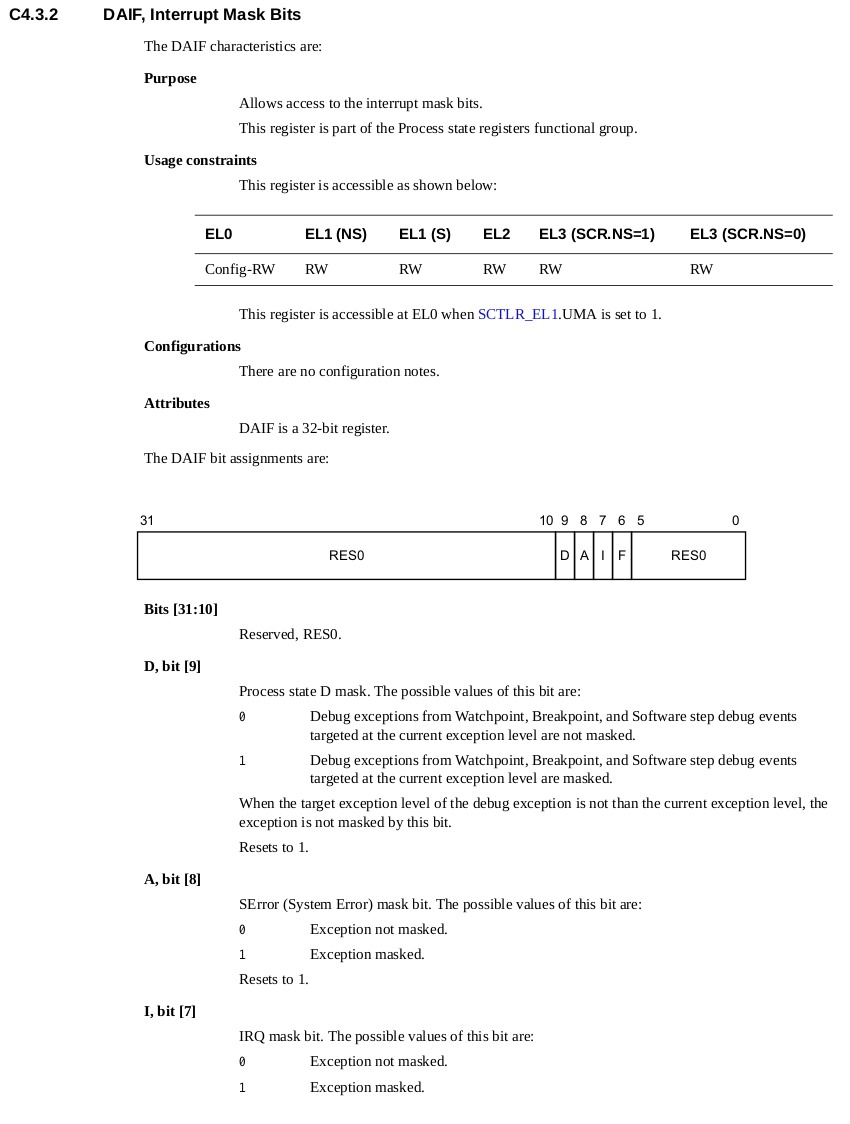 C4.3.2 DAIF, Interrupt Mask Bits
The DAIF characteristics are:
Purpose
Allows access to the interrupt mask bits.
This register is part of the Process state registers functional group.
Usage constraints
This register is accessible as shown below:
EL0 EL1 (NS) EL1 (S) EL2 EL3 (SCR.NS=1) EL3 (SCR.NS=0)
Config-RW RW RW RW RW RW
This register is accessible at EL0 when SCTLR_EL1.UMA is set to 1.
Configurations
There are no configuration notes.
Attributes
DAIF is a 32-bit register.
The DAIF bit assignments are:
31 10 9 8 7 6 5 0
RES0 D A I F RES0
Bits [31:10]
Reserved, RES0.
D, bit [9]
Process state D mask. The possible values of this bit are:
0 Debug exceptions from Watchpoint, Breakpoint, and Software step debug events
targeted at the current exception level are not masked.
1 Debug exceptions from Watchpoint, Breakpoint, and Software step debug events
targeted at the current exception level are masked.
When the target exception level of the debug exception is not than the current exception level, the
exception is not masked by this bit.
Resets to 1.
A, bit [8]
SError (System Error) mask bit. The possible values of this bit are:
0 Exception not masked.
1 Exception masked.
Resets to 1.
I, bit [7]
IRQ mask bit. The possible values of this bit are:
0 Exception not masked.
1 Exception masked.